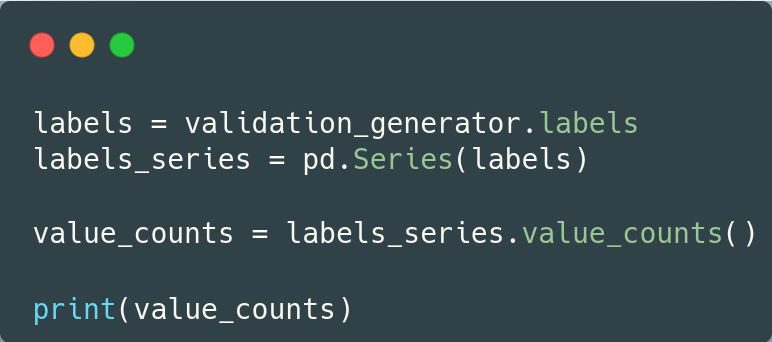 labels = validation_generator.labels
labels_series = pd.Series(labels)
value_counts = labels_series.value_counts()
print(value_counts)